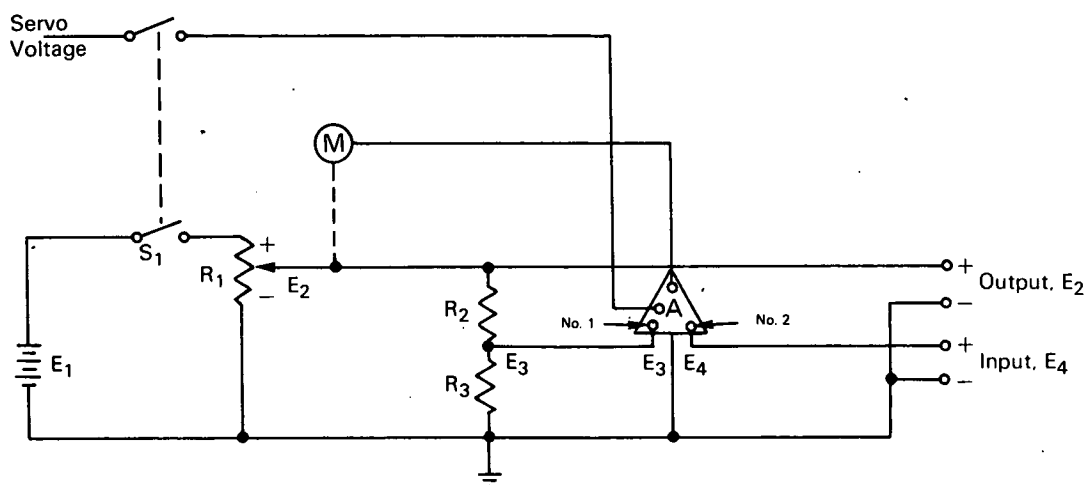 Servo
Voltage
M
S1
R1
+
−
E2
E1
R2
R3
E3
No. 1
A
No. 2
E3 E4
+
Output, E2
−
+
Input, E4
−